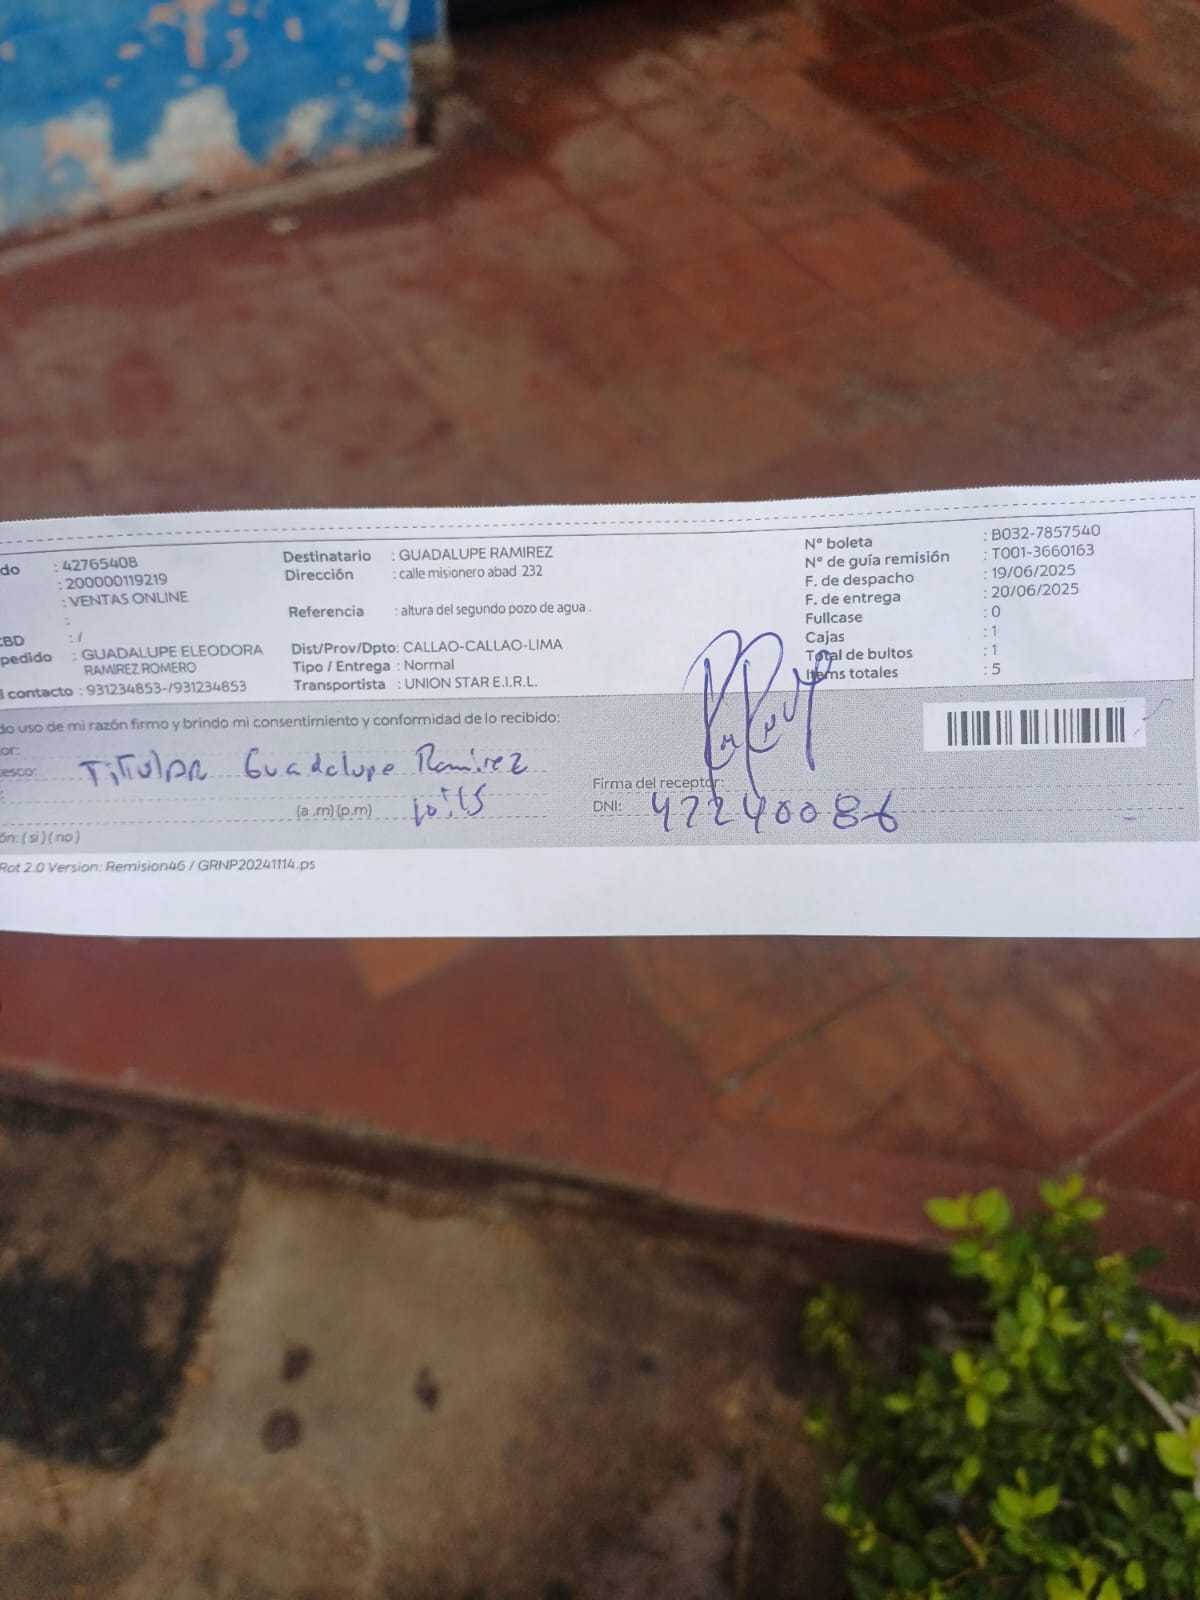 do : 42765408
: 200000119219
: VENTAS ONLINE
:
CBD : /
pedido : GUADALUPE ELEODORA
RAMIREZ ROMERO
l contacto : 931234853-/931234853
Destinatario : GUADALUPE RAMIREZ
Dirección : calle misionero abad 232
Referencia : altura del segundo pozo de agua .
Dist/Prov/Dpto: CALLAO-CALLAO-LIMA
Tipo / Entrega : Normal
Transportista : UNION STAR E.I.R.L.
N° boleta : B032-7857540
N° de guía remisión : T001-3660163
F. de despacho : 19/06/2025
F. de entrega : 20/06/2025
Fullcase : 0
Cajas : 1
Total de bultos : 1
Items totales : 5
do uso de mi razón firmo y brindo mi consentimiento y conformidad de lo recibido:
or:
esco: TiTulAR Guadalupe Ramirez
: (a .m) (p.m) 10:15
ón: ( si ) ( no )
Firma del receptor:
DNI: 42240086
Rot 2.0 Version: Remision46 / GRNP20241114.ps